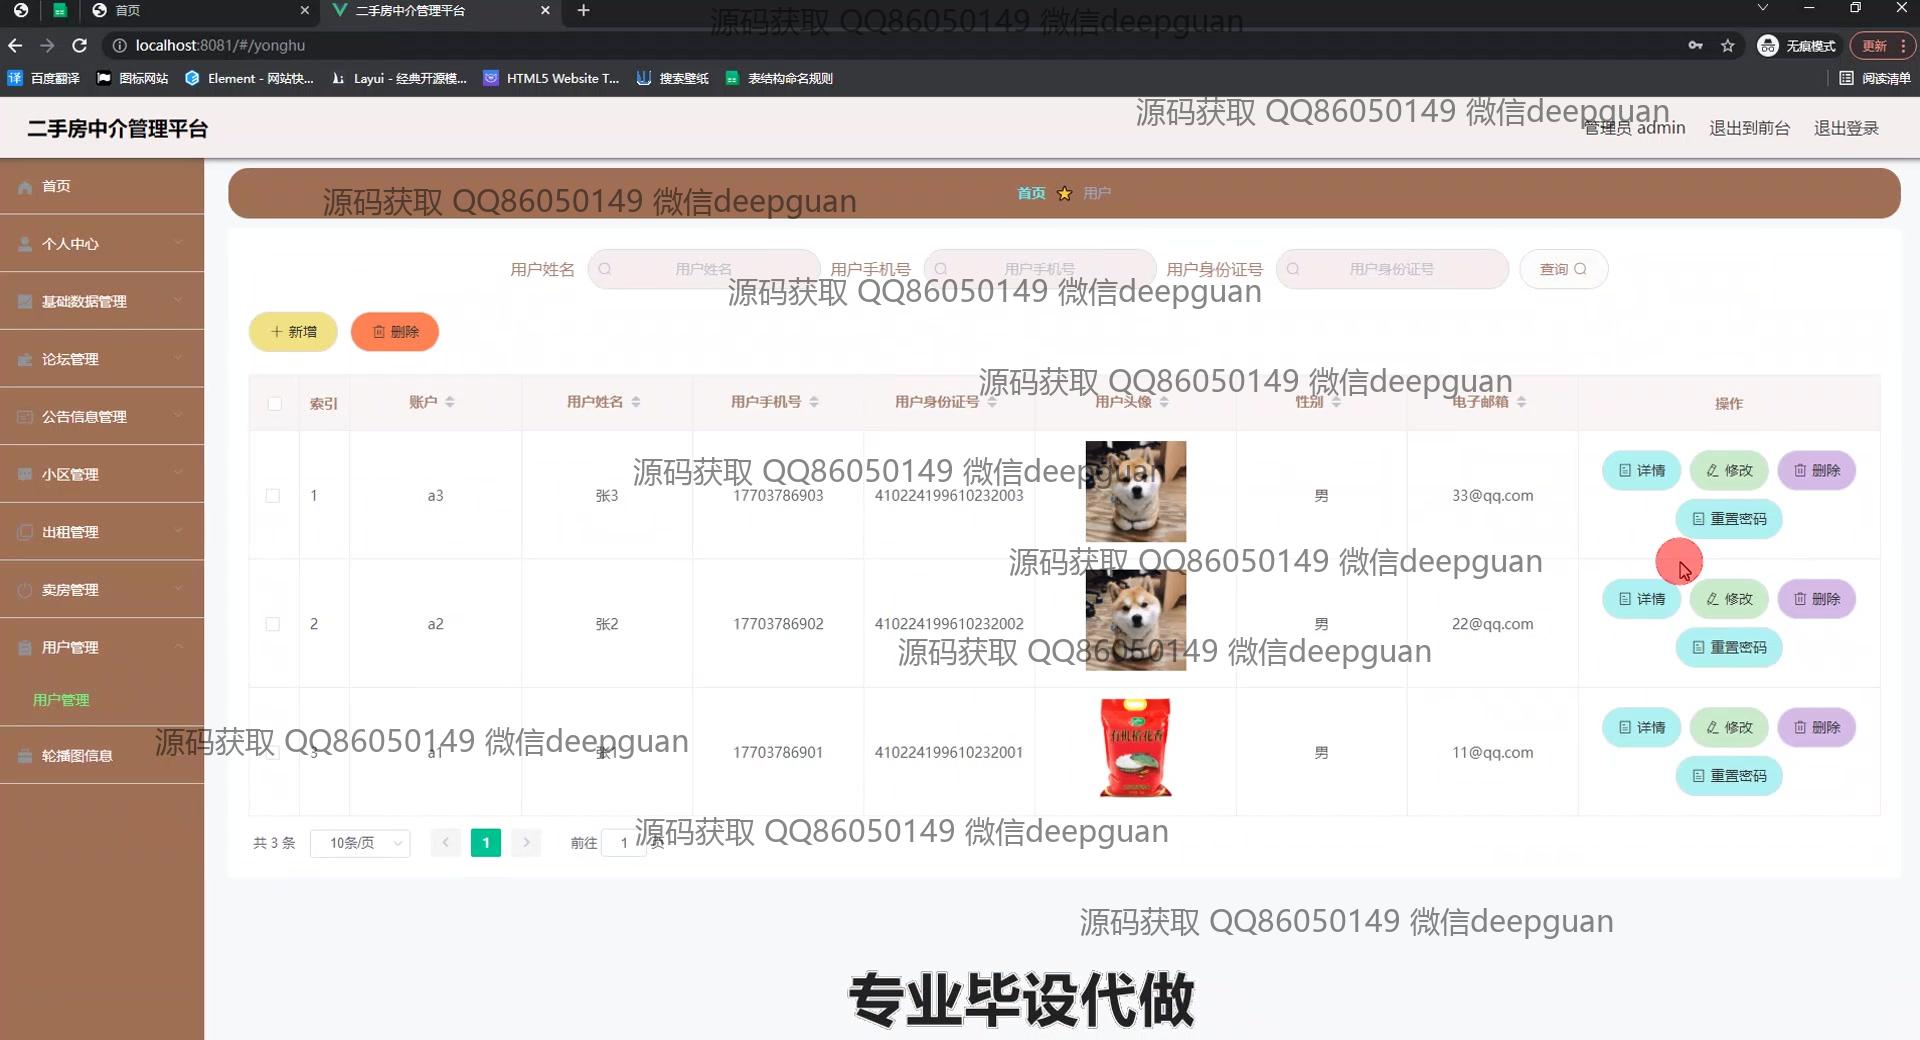 首页
二手房中介管理平台
源码获取 QQ86050149 微信deepguan
localhost:8081/#/yonghu
无痕模式
更新
百度翻译
图标网站
Element - 网站快...
Layui - 经典开源模...
HTML5 Website T...
搜索壁纸
表结构命名规则
阅读清单
源码获取 QQ86050149 微信deepguan
二手房中介管理平台
管理员 admin
退出到前台
退出登录
首页
个人中心
基础数据管理
论坛管理
公告信息管理
小区管理
出租管理
卖房管理
用户管理
用户管理
轮播图信息
源码获取 QQ86050149 微信deepguan
首页
用户
用户姓名
用户姓名
用户手机号
用户手机号
用户身份证号
用户身份证号
查询
源码获取 QQ86050149 微信deepguan
新增
删除
源码获取 QQ86050149 微信deepguan
索引 账户 用户姓名 用户手机号 用户身份证号 用户头像 性别 电子邮箱 操作
源码获取 QQ86050149 微信deepguan
1 a3 张3 17703786903 410224199610232003 男 33@qq.com 详情 修改 删除
重置密码
源码获取 QQ86050149 微信deepguan
2 a2 张2 17703786902 410224199610232002 男 22@qq.com 详情 修改 删除
重置密码
源码获取 QQ86050149 微信deepguan
有机稻花香
源码获取 QQ86050149 微信deepguan
3 a1 张1 17703786901 410224199610232001 男 11@qq.com 详情 修改 删除
重置密码
共 3 条 10条/页 1 前往 1 页
源码获取 QQ86050149 微信deepguan
源码获取 QQ86050149 微信deepguan
专业毕设代做